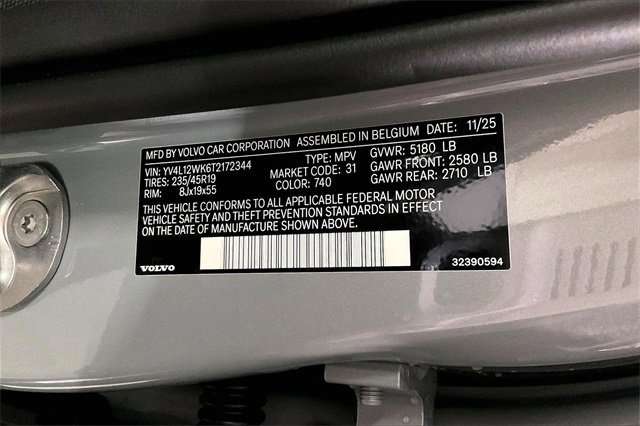 MFD BY VOLVO CAR CORPORATION ASSEMBLED IN BELGIUM DATE: 11/25
VIN: YV4L12WK6T2172344 TYPE: MPV GVWR: 5180 LB
TIRES: 235/45R19 MARKET CODE: 31 GAWR FRONT: 2580 LB
RIM: 8Jx19x55 COLOR: 740 GAWR REAR: 2710 LB
THIS VEHICLE CONFORMS TO ALL APPLICABLE FEDERAL MOTOR
VEHICLE SAFETY AND THEFT PREVENTION STANDARDS IN EFFECT
ON THE DATE OF MANUFACTURE SHOWN ABOVE.
VOLVO 32390594